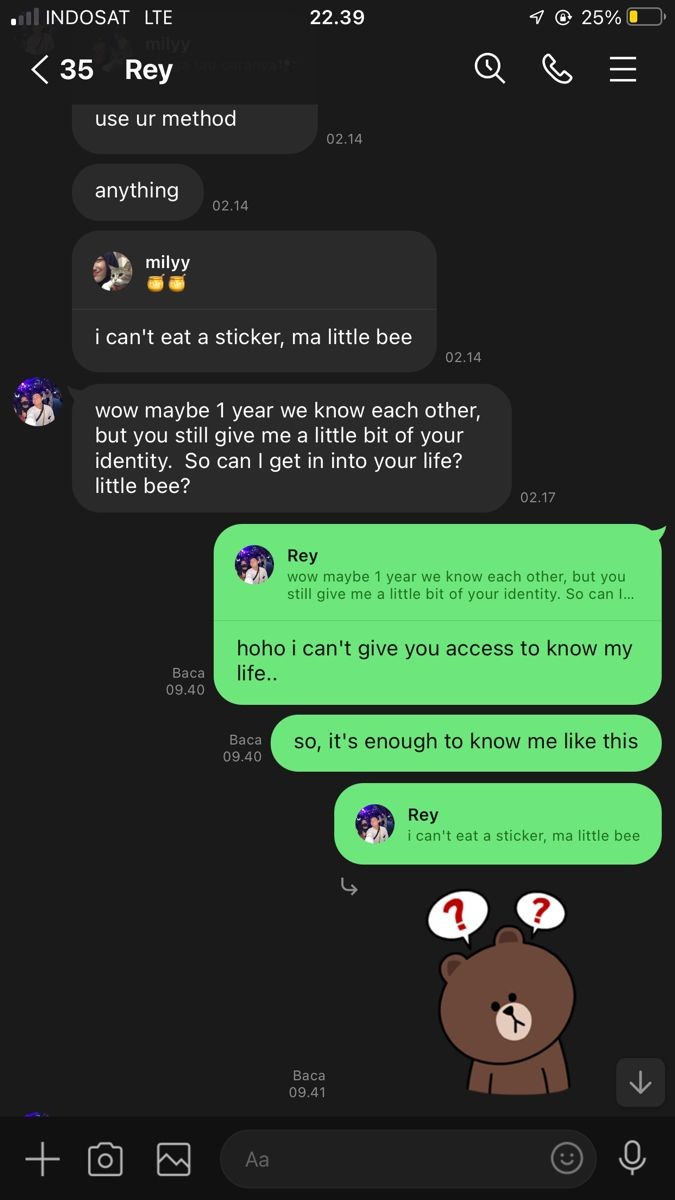 INDOSAT LTE 22.39 25%
35 Rey
milyy
use ur method
02.14
anything
02.14
milyy
i can't eat a sticker, ma little bee
02.14
wow maybe 1 year we know each other,
but you still give me a little bit of your
identity. So can I get in into your life?
little bee?
02.17
Rey
wow maybe 1 year we know each other, but you
still give me a little bit of your identity. So can I...
hoho i can't give you access to know my
life..
Baca
09.40
so, it's enough to know me like this
Baca
09.40
Rey
i can't eat a sticker, ma little bee
? ?
Baca
09.41
Aa